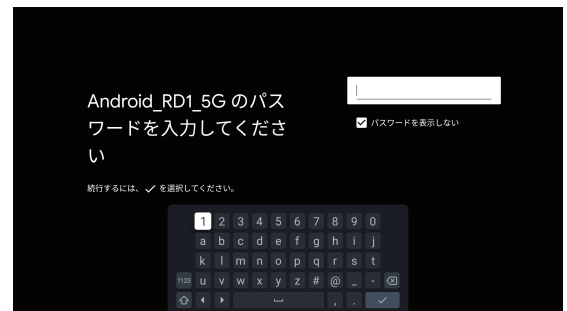 Android_RD1_5G のパス
ワードを入力してくださ
い
パスワードを表示しない
続行するには、✓ を選択してください。
1 2 3 4 5 6 7 8 9 0
a b c d e f g h i j
k l m n o p q r s t
?123 u v w x y z # @ _ -
, .